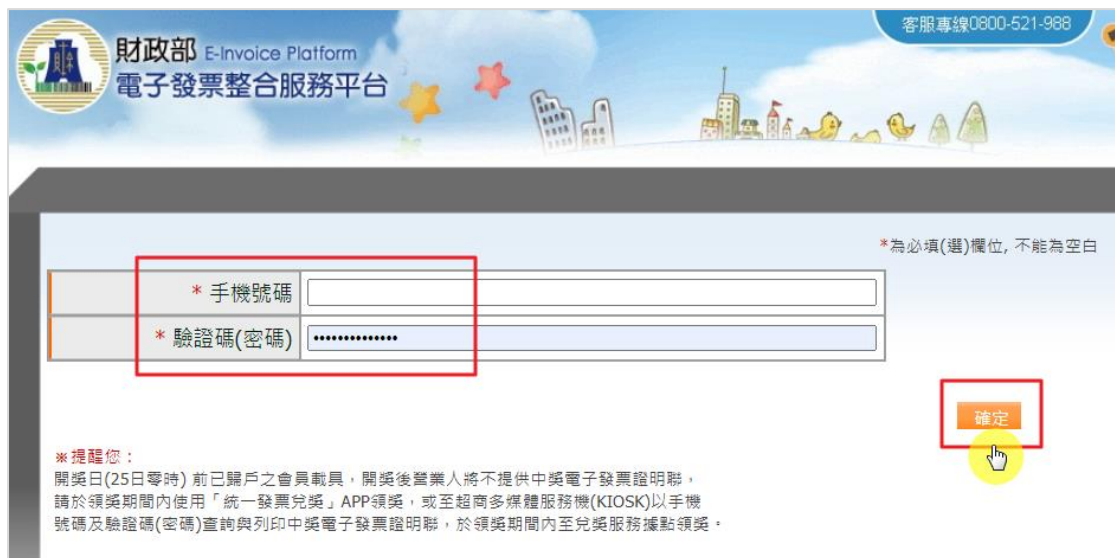 客服專線0800-521-988
財政部 E-Invoice Platform
電子發票整合服務平台
*為必填(選)欄位, 不能為空白
* 手機號碼
* 驗證碼(密碼) ••••••••••••••
確定
※提醒您：
開獎日(25日零時) 前已歸戶之會員載具，開獎後營業人將不提供中獎電子發票證明聯，
請於領獎期間內使用「統一發票兌獎」APP領獎，或至超商多媒體服務機(KIOSK)以手機
號碼及驗證碼(密碼)查詢與列印中獎電子發票證明聯，於領獎期間內至兌獎服務據點領獎。